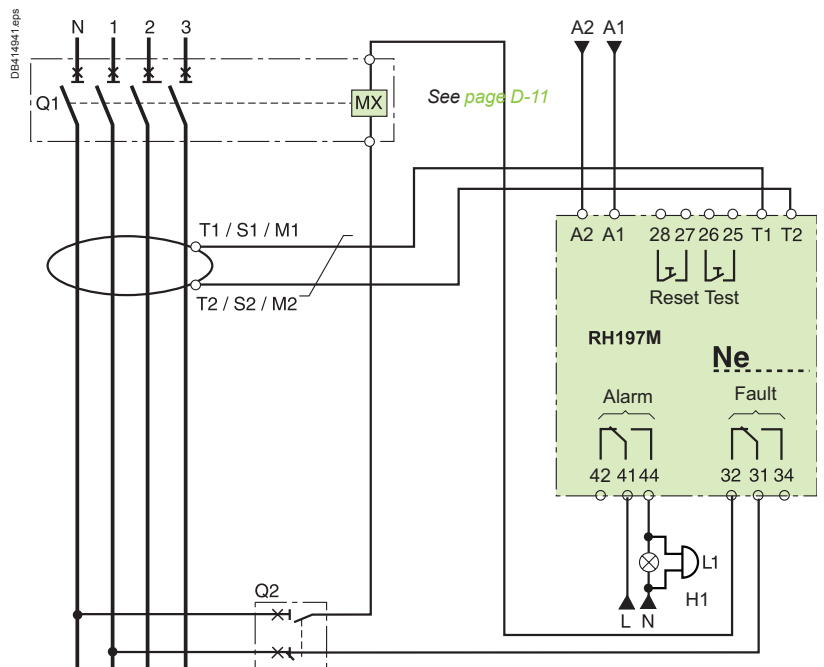 DB414941.eps
N 1 2 3
A2 A1
Q1
MX
See page D-11
T1 / S1 / M1
T2 / S2 / M2
A2 A1 28 27 26 25 T1 T2
Reset Test
RH197M
Ne
Alarm
Fault
42 41 44
32 31 34
L1
H1
L N
Q2